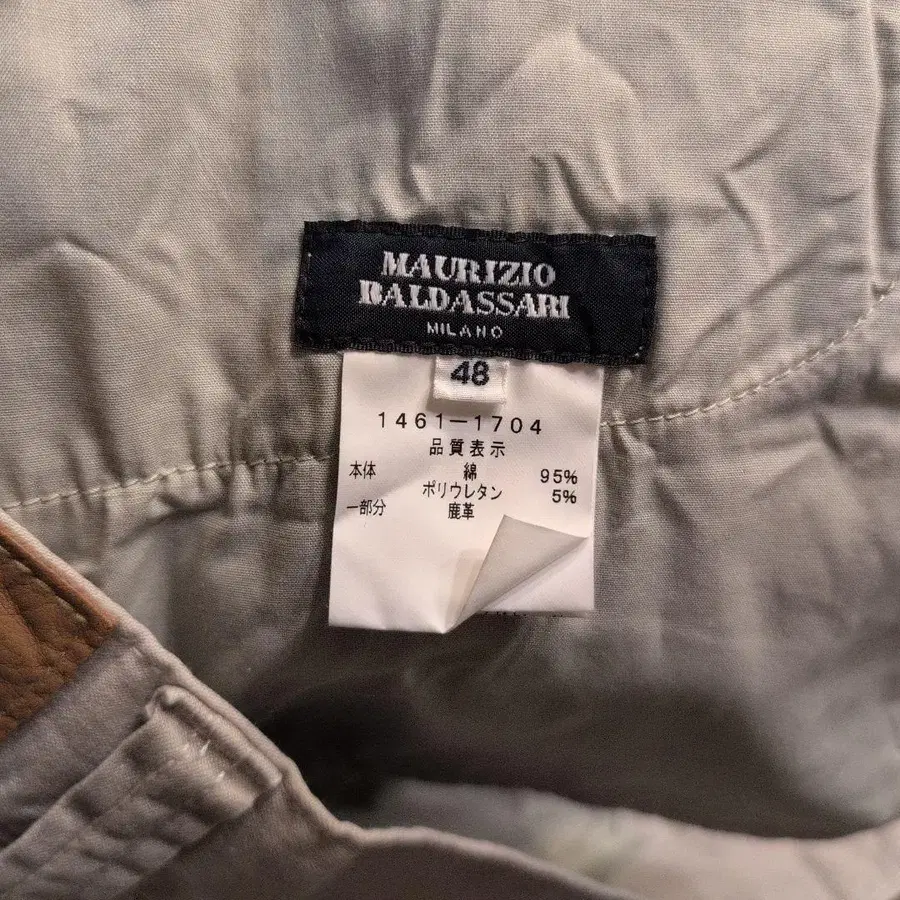 MAURIZIO
BALDASSARI
MILANO
48
1461-1704
品質表示
本体 綿 95%
ポリウレタン 5%
一部分 鹿革